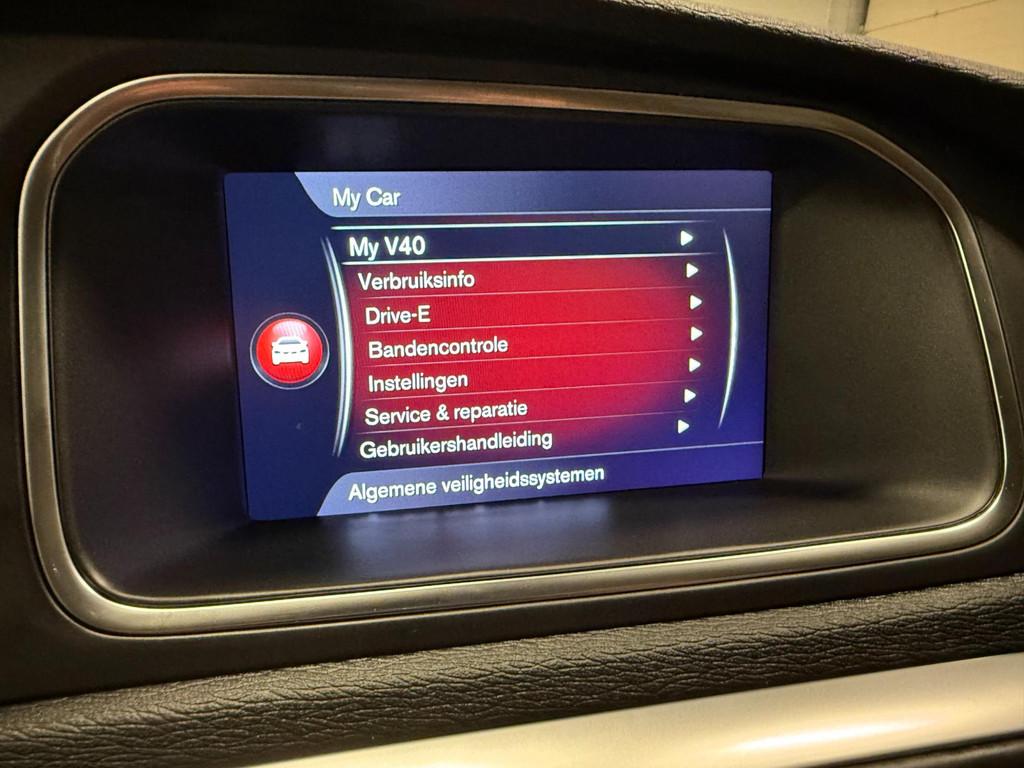 My Car
My V40
Verbruiksinfo
Drive-E
Bandencontrole
Instellingen
Service & reparatie
Gebruikershandleiding
Algemene veiligheidssystemen